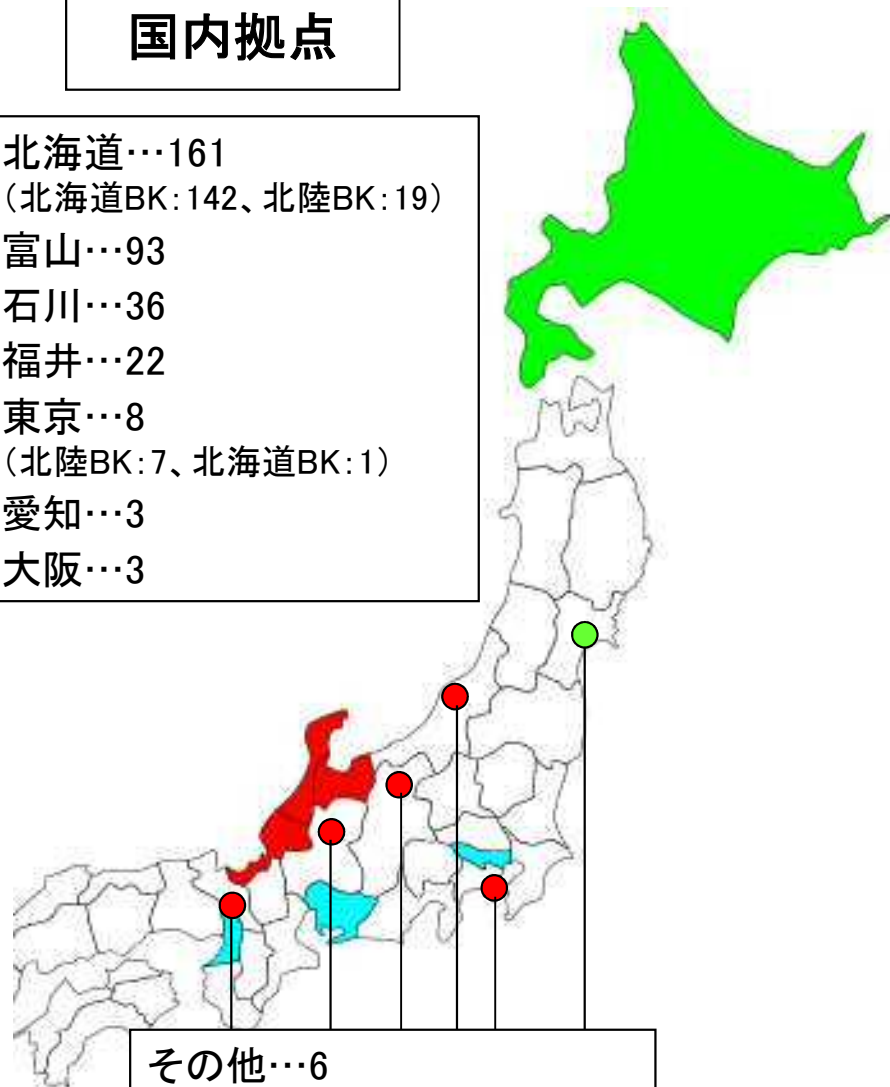 国内拠点
北海道…161
（北海道BK：142、北陸BK：19）
富山…93
石川…36
福井…22
東京…8
（北陸BK：7、北海道BK：1）
愛知…3
大阪…3
その他…6